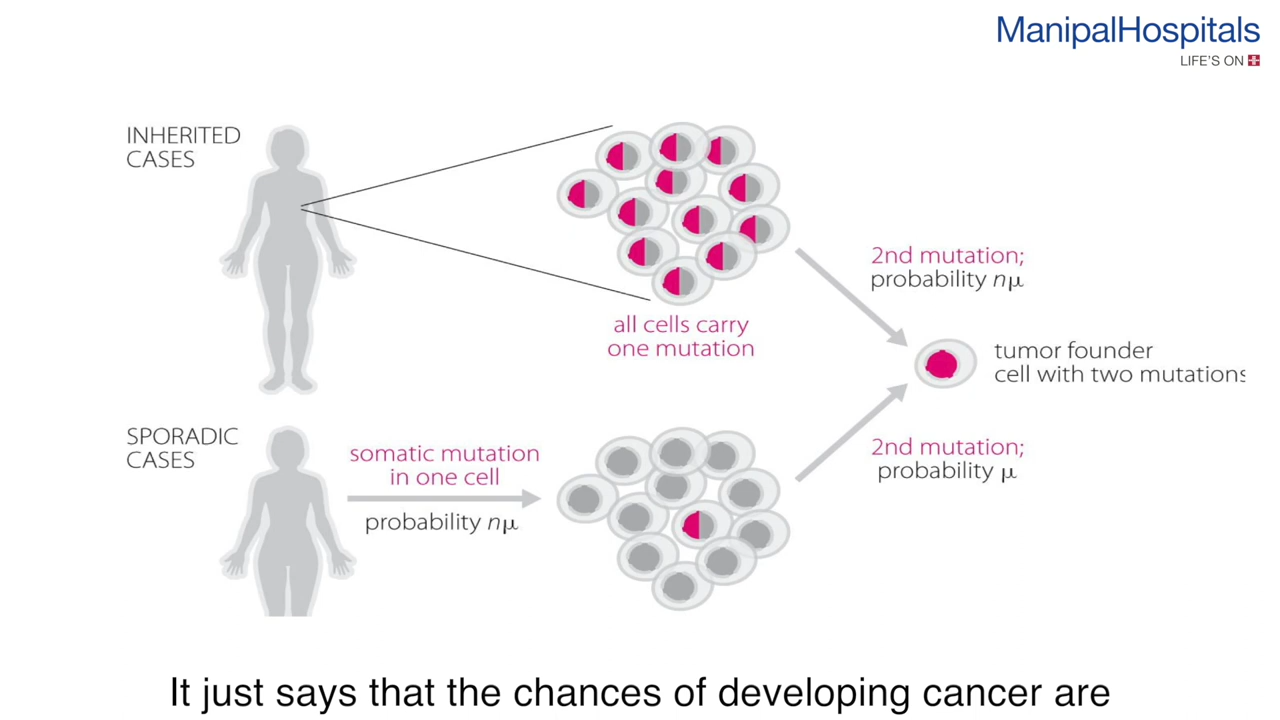 ManipalHospitals
LIFE'S ON
INHERITED
CASES
all cells carry
one mutation
2nd mutation;
probability nμ
tumor founder
cell with two mutations
SPORADIC
CASES
somatic mutation
in one cell
probability nμ
2nd mutation;
probability μ
It just says that the chances of developing cancer are